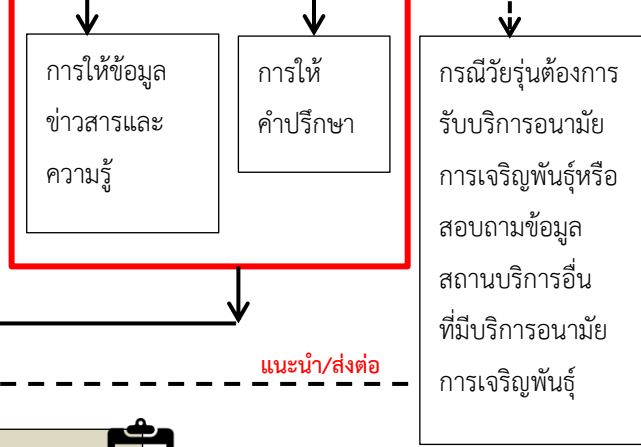 การให้ข้อมูล
ข่าวสารและ
ความรู้
การให้
คำปรึกษา
กรณีวัยรุ่นต้องการ
รับบริการอนามัย
การเจริญพันธุ์หรือ
สอบถามข้อมูล
สถานบริการอื่น
ที่มีบริการอนามัย
การเจริญพันธุ์
แนะนำ/ส่งต่อ